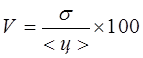 V = σ / < y > × 100